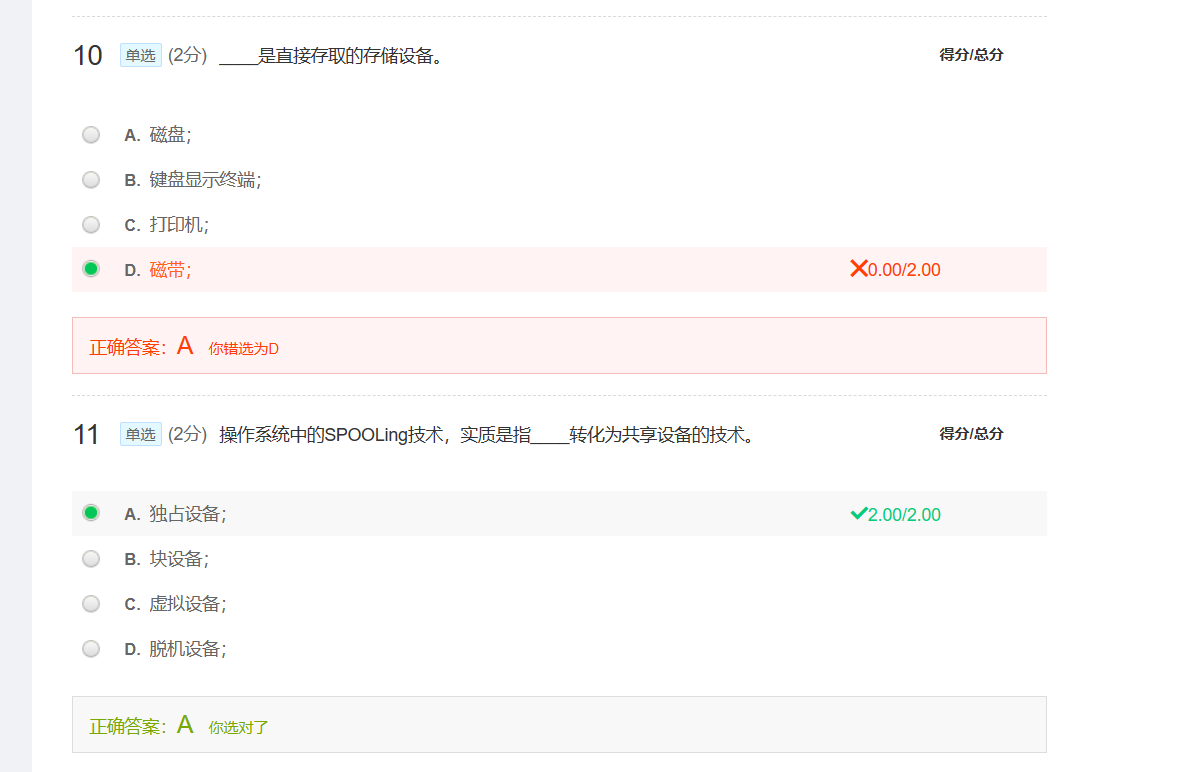 10 单选 (2分) ____是直接存取的存储设备。 得分/总分
A. 磁盘;
B. 键盘显示终端;
C. 打印机;
D. 磁带; 0.00/2.00
正确答案：A 你错选为D
11 单选 (2分) 操作系统中的SPOOLing技术，实质是指____转化为共享设备的技术。 得分/总分
A. 独占设备;
2.00/2.00
B. 块设备;
C. 虚拟设备;
D. 脱机设备;
正确答案：A 你选对了